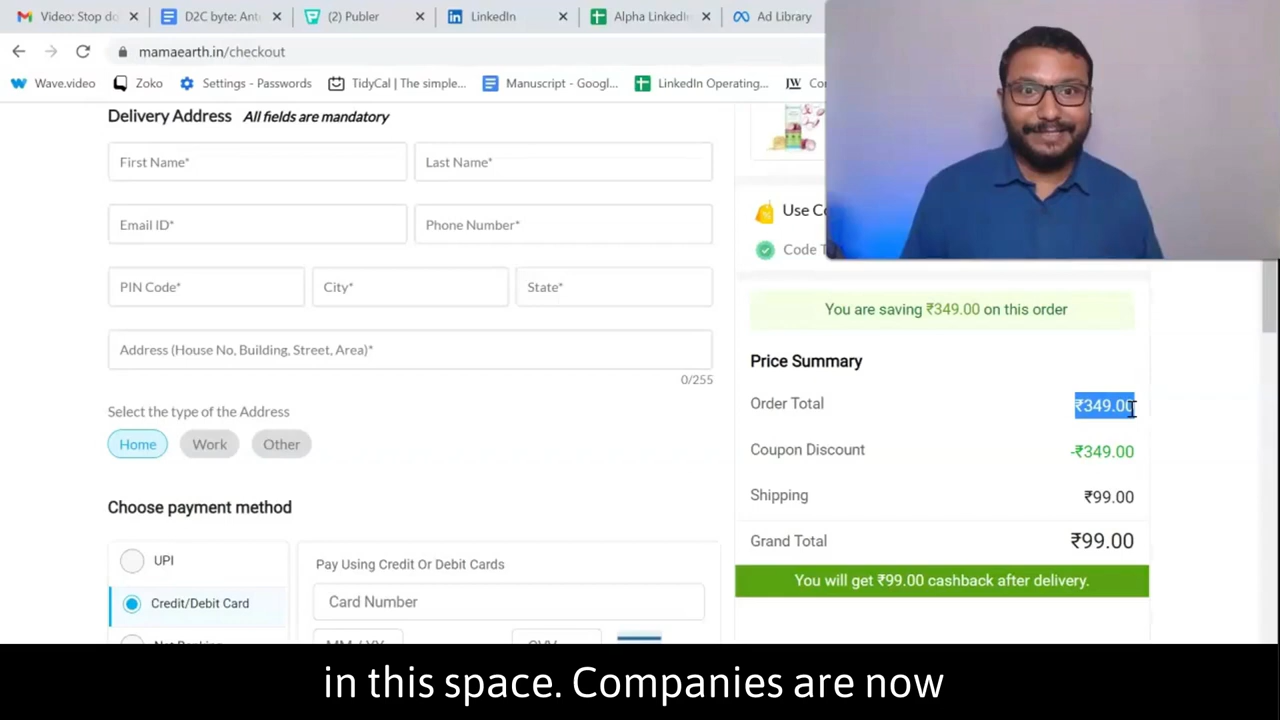 Video: Stop do
D2C byte: Ant
(2) Publer
LinkedIn
Alpha LinkedIn
Ad Library
mamaearth.in/checkout
Wave.video
Zoko
Settings - Passwords
TidyCal | The simple...
Manuscript - Googl...
LinkedIn Operating...
JW
Delivery Address All fields are mandatory
First Name*
Last Name*
Email ID*
Phone Number*
PIN Code*
City*
State*
Address (House No, Building, Street, Area)*
0/255
Select the type of the Address
Home
Work
Other
Choose payment method
UPI
Credit/Debit Card
Pay Using Credit Or Debit Cards
Card Number
Use
Code
You are saving ₹349.00 on this order
Price Summary
Order Total ₹349.00
Coupon Discount -₹349.00
Shipping ₹99.00
Grand Total ₹99.00
You will get ₹99.00 cashback after delivery.
in this space. Companies are now